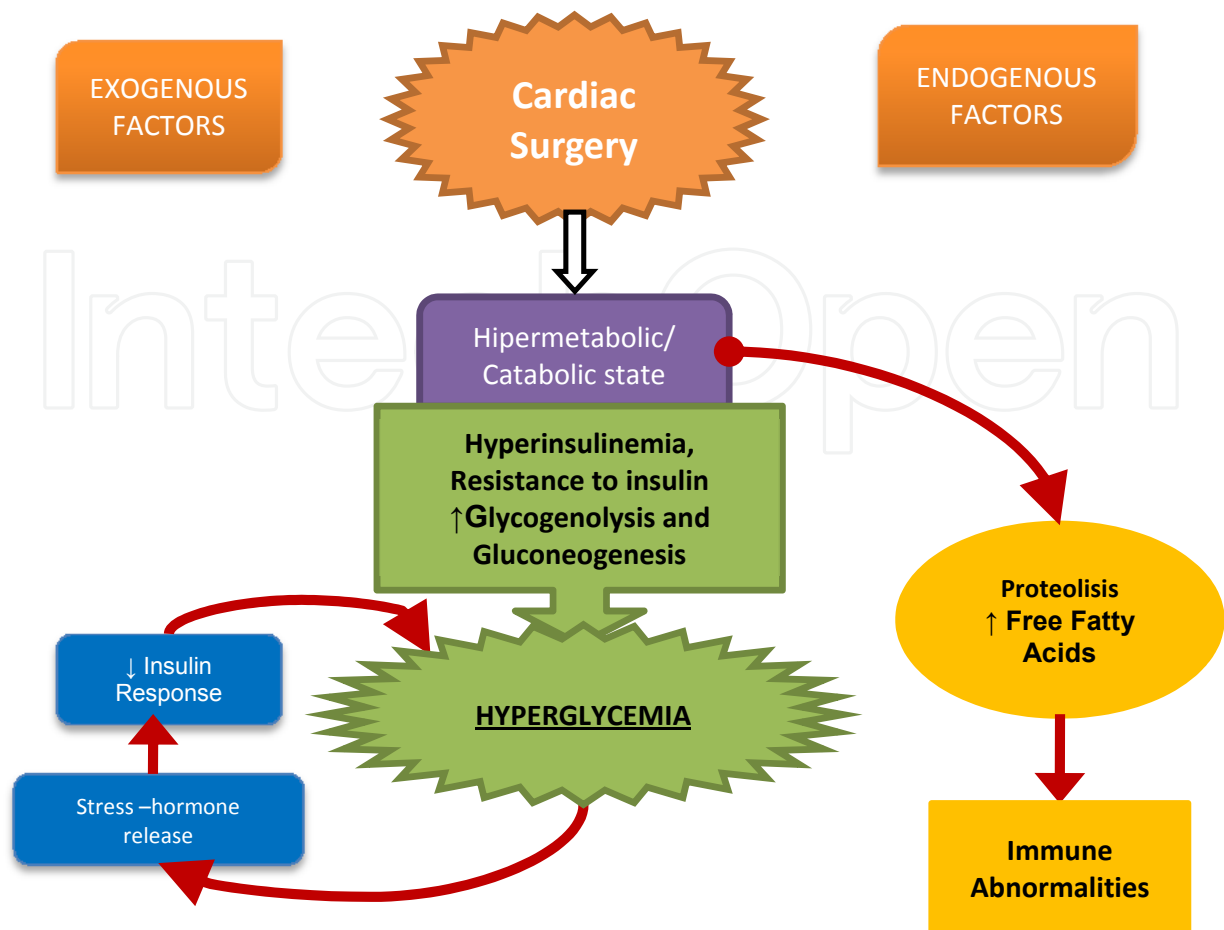 EXOGENOUS
FACTORS
Cardiac
Surgery
ENDOGENOUS
FACTORS
Hipermetabolic/
Catabolic state
Hyperinsulinemia,
Resistance to insulin
↑Glycogenolysis and
Gluconeogenesis
↓ Insulin
Response
HYPERGLYCEMIA
Stress –hormone
release
Proteolisis
↑ Free Fatty
Acids
Immune
Abnormalities